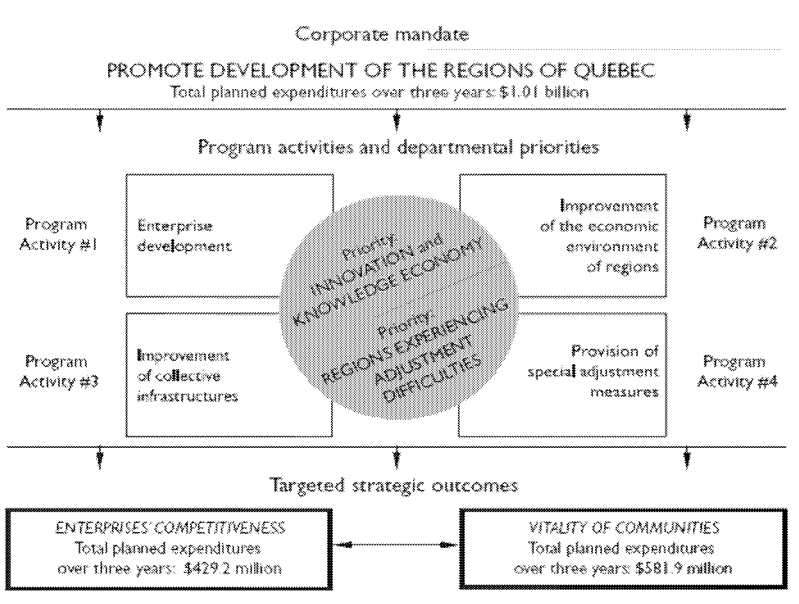 Corporate mandate
PROMOTE DEVELOPMENT OF THE REGIONS OF QUEBEC
Total planned expenditures over three years: $1.01 billion
Program activities and departmental priorities
Program
Activity #1
Enterprise
development
Priority:
INNOVATION and
KNOWLEDGE ECONOMY
Priority:
REGIONS EXPERIENCING
ADJUSTMENT
DIFFICULTIES
Improvement
of the economic
environment
of regions
Program
Activity #2
Program
Activity #3
Improvement
of collective
infrastructures
Provision of
special adjustment
measures
Program
Activity #4
Targeted strategic outcomes
ENTERPRISES' COMPETITIVENESS
Total planned expenditures
over three years: $429.2 million
VITALITY OF COMMUNITIES
Total planned expenditures
over three years: $581.9 million